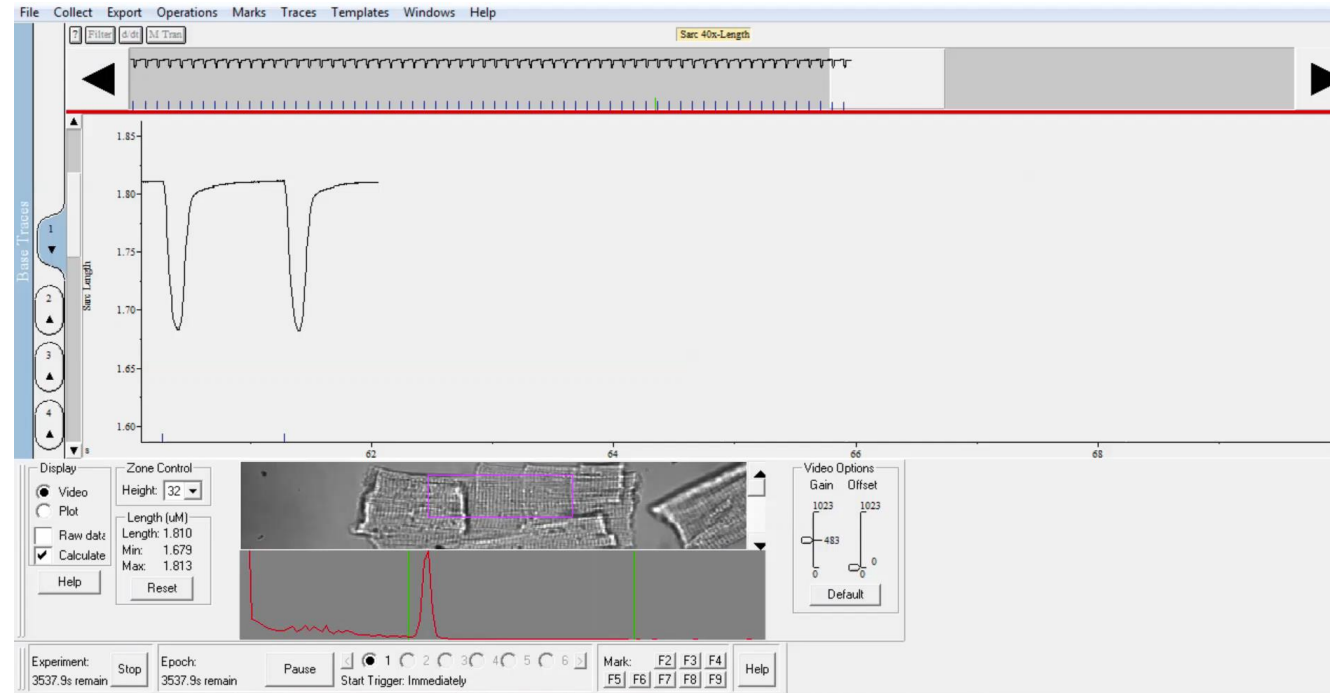 File Collect Export Operations Marks Traces Templates Windows Help
? Filter d/dt M Tran Sarc 40x-Length
Base Traces
1
2
3
4
Sarc Length
1.85
1.80
1.75
1.70
1.65
1.60
s 62 64 66 68
Display
Video
Plot
Raw data
Calculate
Help
Zone Control
Height: 32
Length (uM)
Length: 1.810
Min: 1.679
Max: 1.813
Reset
Video Options
Gain Offset
1023 1023
483
0
0 0
Default
Experiment:
3537.9s remain
Stop
Epoch:
3537.9s remain
Pause
1 2 3 4 5 6
Start Trigger: Immediately
Mark: F2 F3 F4
F5 F6 F7 F8 F9
Help